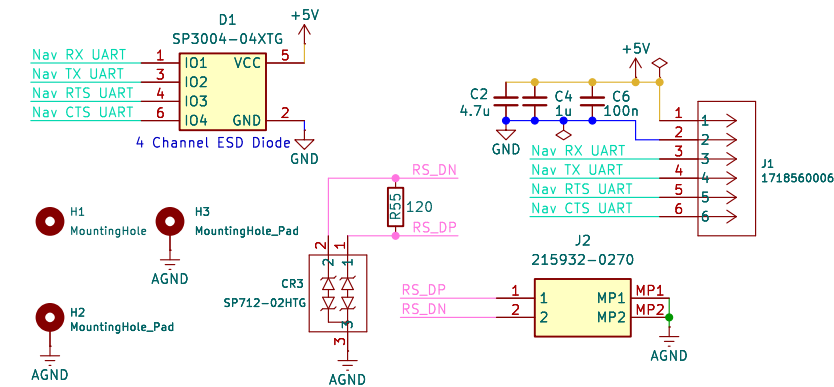 D1
SP3004-04XTG
+5V
Nav RX UART 1 IO1 VCC 5
Nav TX UART 3 IO2
Nav RTS UART 4 IO3
Nav CTS UART 6 IO4 GND 2
4 Channel ESD Diode
GND
+5V
C2
4.7u
C4
1u
C6
100n
GND
1 1
2 2
Nav RX UART 3 3
Nav TX UART 4 4
Nav RTS UART 5 5
Nav CTS UART 6 6
J1
1718560006
RS_DN
R55
120
RS_DP
H1
MountingHole
H3
MountingHole_Pad
AGND
H2
MountingHole_Pad
AGND
2 1
2 1
CR3
SP712-02HTG
3
3
AGND
J2
215932-0270
RS_DP 1 1 MP1 MP1
RS_DN 2 2 MP2 MP2
AGND